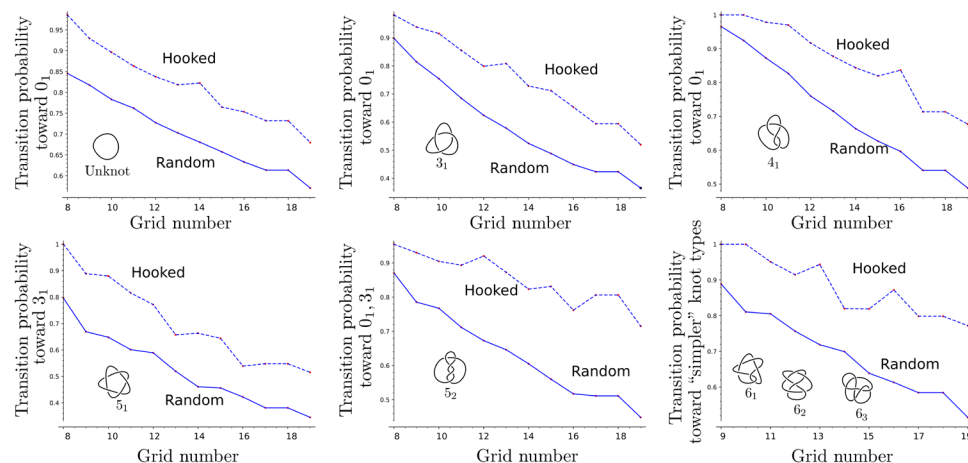 Transition probability
toward 0₁
0.95
0.9
0.85
0.8
0.75
0.7
0.65
0.6
Hooked
Random
Unknot
8 10 12 14 16 18
Grid number
Transition probability
toward 0₁
0.9
0.8
0.7
0.6
0.5
0.4
Hooked
Random
3₁
8 10 12 14 16 18
Grid number
Transition probability
toward 0₁
1
0.9
0.8
0.7
0.6
0.5
Hooked
Random
4₁
8 10 12 14 16 18
Grid number
Transition probability
toward 3₁
1
0.9
0.8
0.7
0.6
0.5
0.4
Hooked
Random
5₁
8 10 12 14 16 18
Grid number
Transition probability
toward 0₁, 3₁
0.9
0.8
0.7
0.6
0.5
Hooked
Random
5₂
8 10 12 14 16 18
Grid number
Transition probability
toward “simpler” knot types
1
0.9
0.8
0.7
0.6
Hooked
Random
6₁
6₂
6₃
9 11 13 15 17 19
Grid number